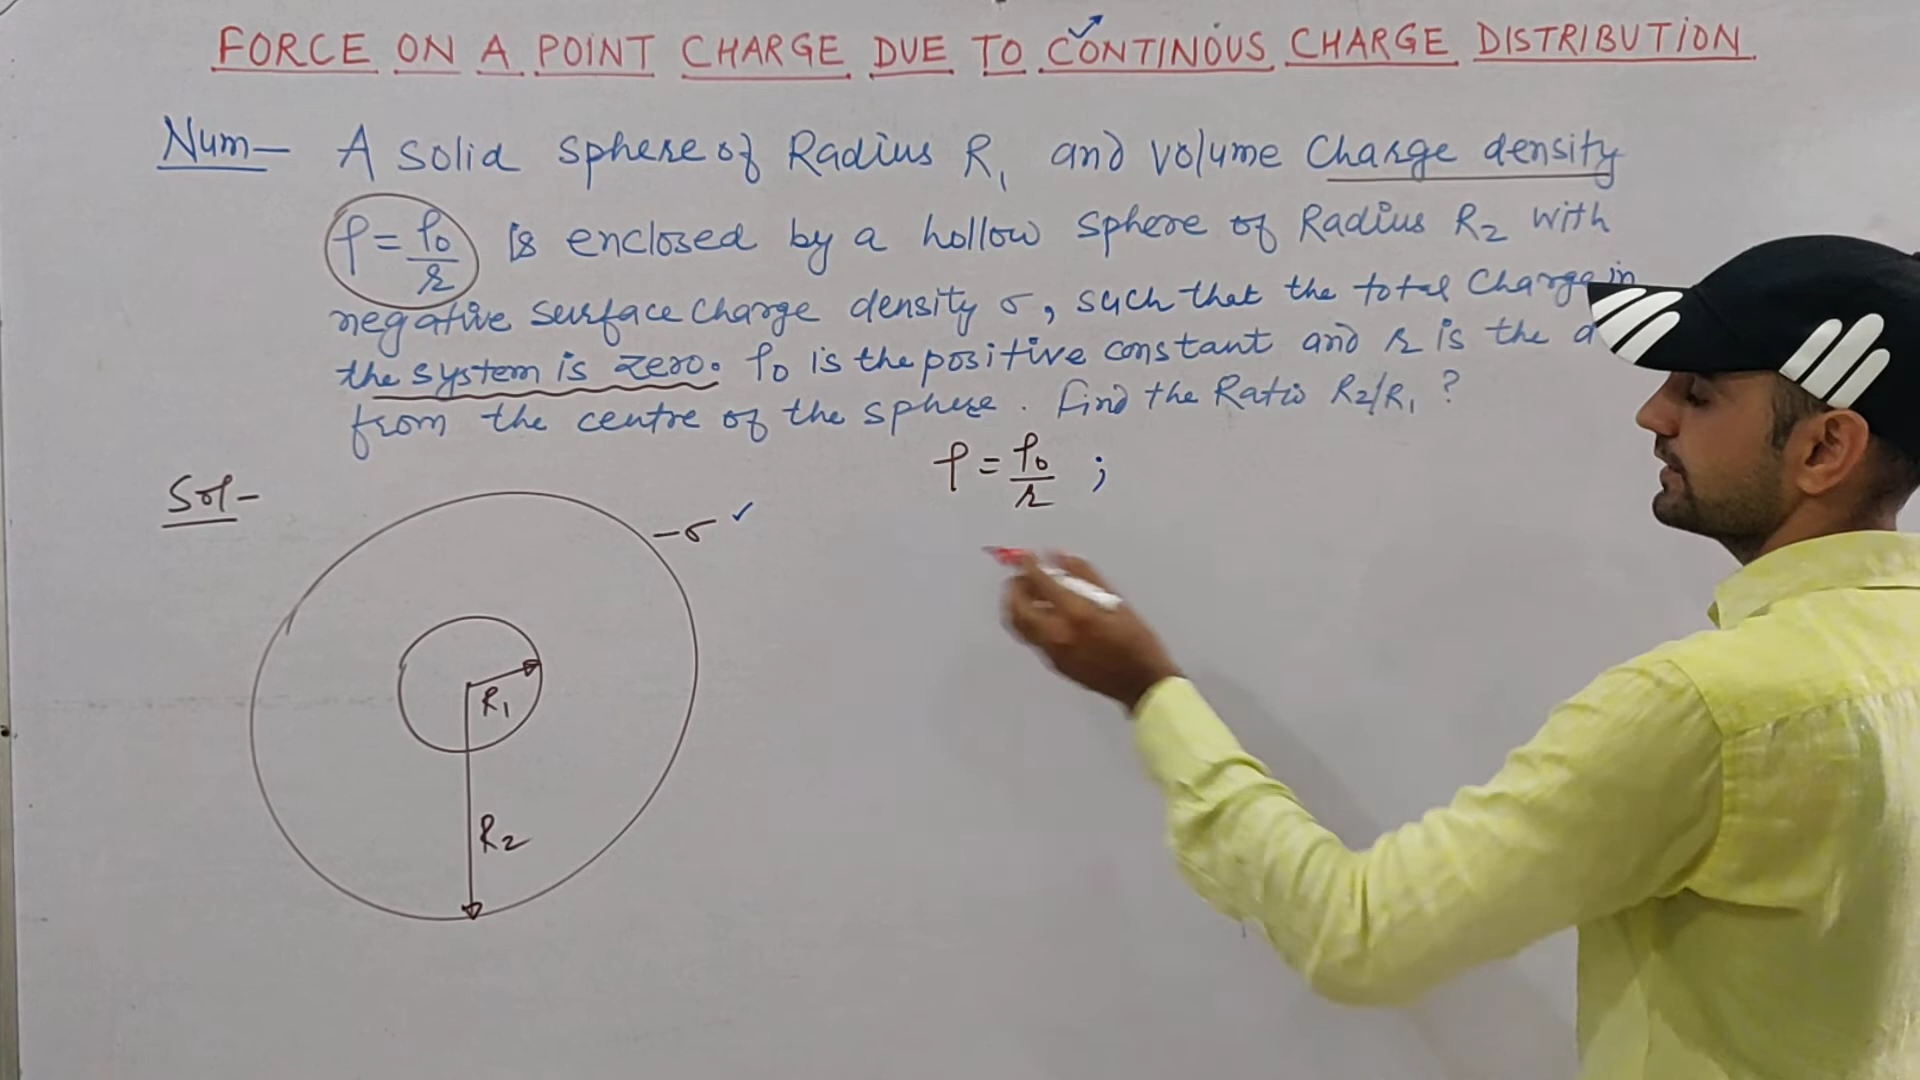 FORCE ON A POINT CHARGE DUE TO CONTINOUS CHARGE DISTRIBUTION
Num- A solid sphere of Radius R₁ and volume Charge density
ρ = ρ₀/r is enclosed by a hollow sphere of Radius R₂ with
negative surface charge density σ, such that the total Charge in
the system is zero. ρ₀ is the positive constant and r is the
from the centre of the sphere. Find the Ratio R₂/R₁ ?
ρ = ρ₀/r ;
Sol-
-σ ✓
R₁
R₂